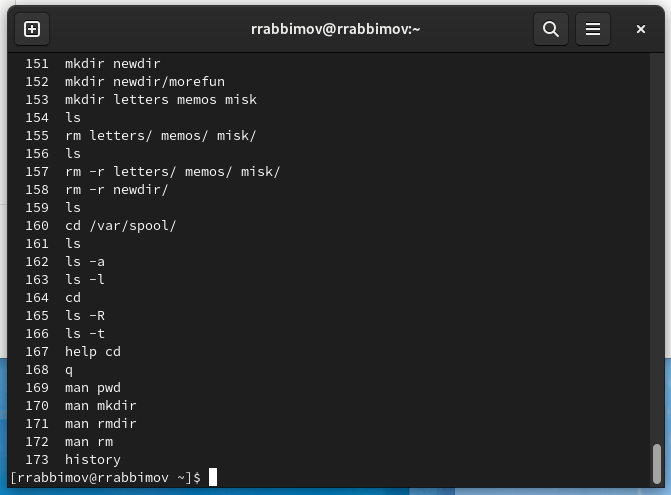 rrabbimov@rrabbimov:~
151 mkdir newdir
152 mkdir newdir/morefun
153 mkdir letters memos misk
154 ls
155 rm letters/ memos/ misk/
156 ls
157 rm -r letters/ memos/ misk/
158 rm -r newdir/
159 ls
160 cd /var/spool/
161 ls
162 ls -a
163 ls -l
164 cd
165 ls -R
166 ls -t
167 help cd
168 q
169 man pwd
170 man mkdir
171 man rmdir
172 man rm
173 history
[rrabbimov@rrabbimov ~]$